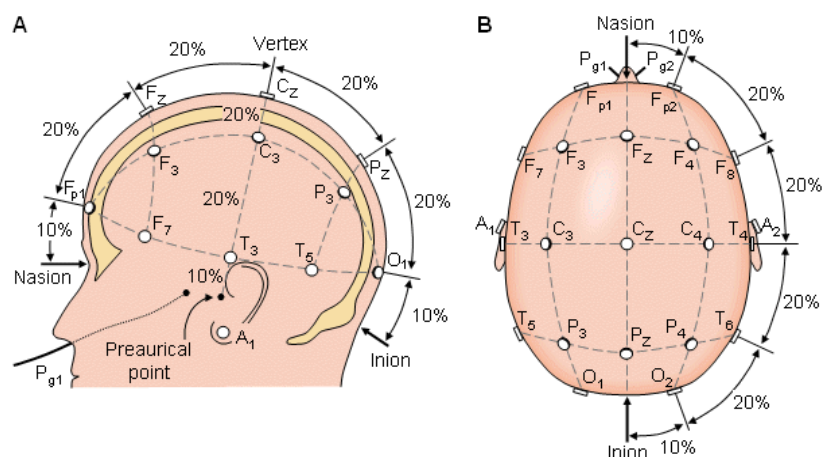 A
20%
Vertex
20%
FZ
CZ
20%
20%
20%
Fp1
F3
C3
PZ
P3
20%
20%
10%
F7
T3
T5
O1
Nasion
10%
10%
A1
Preaurical
point
Inion
Pg1
B
Nasion
10%
Pg1
Pg2
Fp1
Fp2
20%
F7
F3
FZ
F4
F8
20%
A1
T3
C3
CZ
C4
T4
A2
20%
T5
P3
PZ
P4
T6
O1
O2
20%
10%
Inion